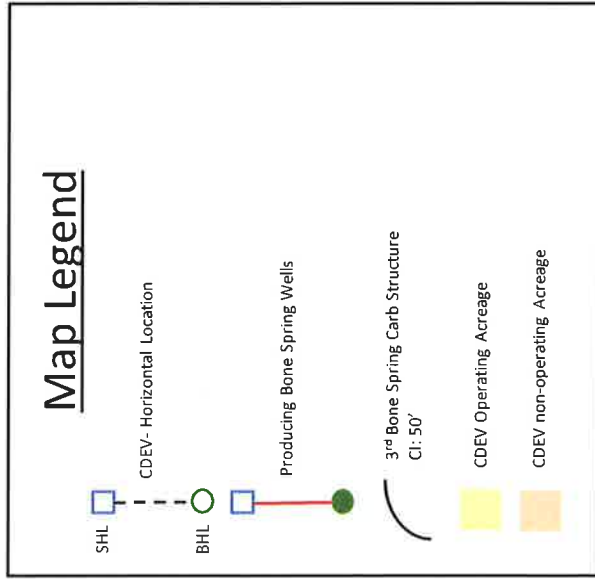 Map Legend
SHL
CDEV- Horizontal Location
BHL
Producing Bone Spring Wells
3rd Bone Spring Carb Structure
CI: 50'
CDEV Operating Acreage
CDEV non-operating Acreage